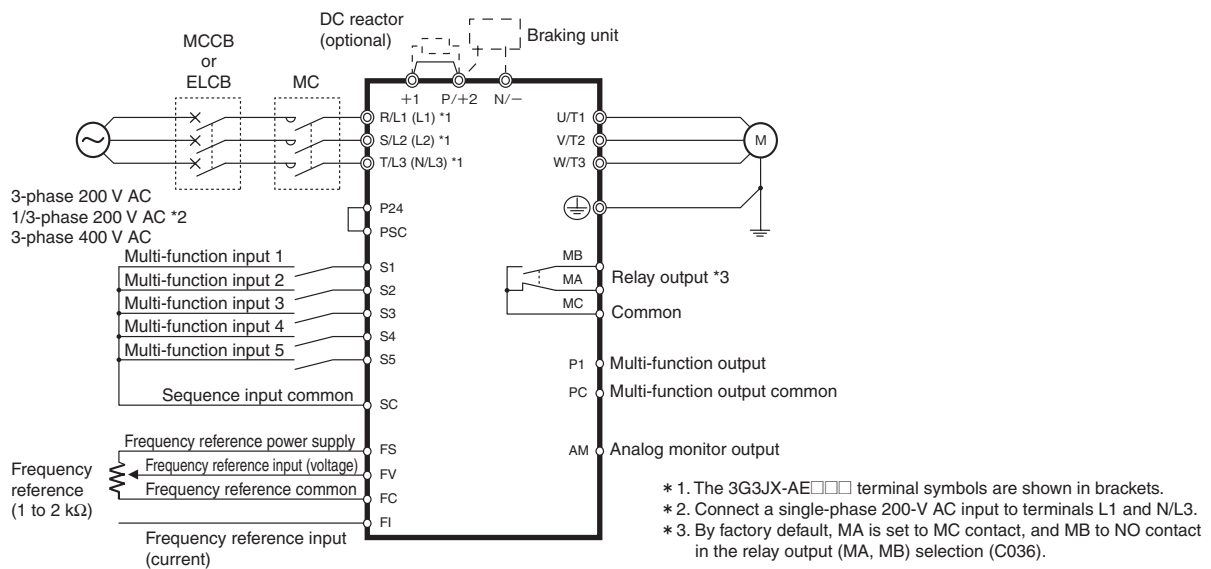 DC reactor
(optional)
Braking unit
MCCB
or
ELCB
MC
+1
P/+2
N/−
R/L1 (L1) *1
S/L2 (L2) *1
T/L3 (N/L3) *1
U/T1
V/T2
W/T3
M
3-phase 200 V AC
1/3-phase 200 V AC *2
3-phase 400 V AC
P24
PSC
Multi-function input 1
S1
Multi-function input 2
S2
Multi-function input 3
S3
Multi-function input 4
S4
Multi-function input 5
S5
Sequence input common
SC
MB
MA
Relay output *3
MC
Common
P1
Multi-function output
PC
Multi-function output common
AM
Analog monitor output
Frequency reference power supply
FS
Frequency reference input (voltage)
FV
Frequency reference common
FC
Frequency
reference
(1 to 2 kΩ)
FI
Frequency reference input
(current)
*1. The 3G3JX-AE□□□ terminal symbols are shown in brackets.
*2. Connect a single-phase 200-V AC input to terminals L1 and N/L3.
*3. By factory default, MA is set to MC contact, and MB to NO contact
in the relay output (MA, MB) selection (C036).